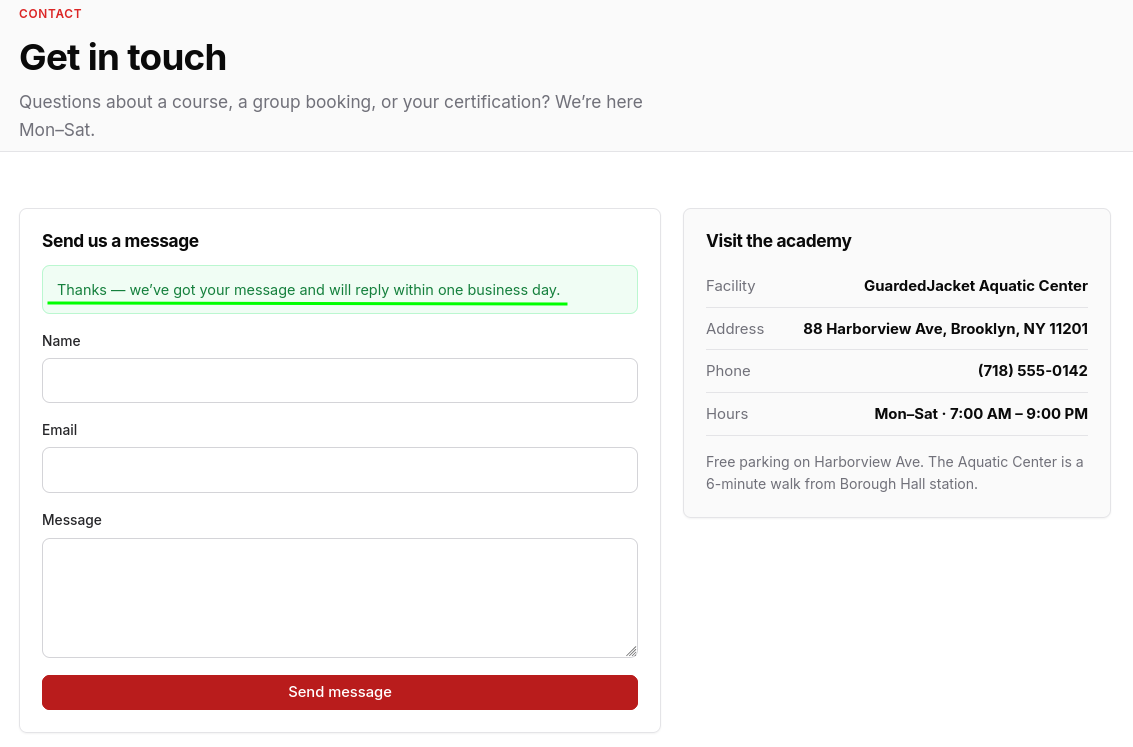 CONTACT
Get in touch
Questions about a course, a group booking, or your certification? We’re here
Mon–Sat.
Send us a message
Thanks — we’ve got your message and will reply within one business day.
Name
Email
Message
Send message
Visit the academy
Facility GuardedJacket Aquatic Center
Address 88 Harborview Ave, Brooklyn, NY 11201
Phone (718) 555-0142
Hours Mon–Sat · 7:00 AM – 9:00 PM
Free parking on Harborview Ave. The Aquatic Center is a
6-minute walk from Borough Hall station.